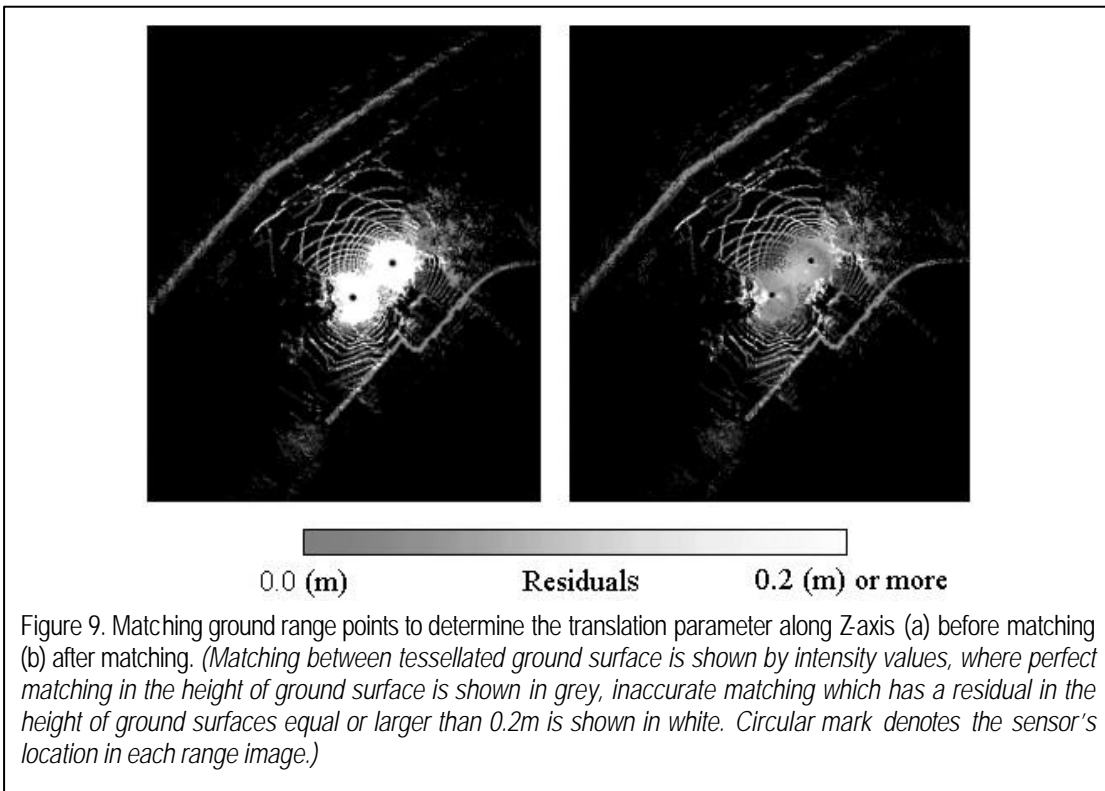 0.0 (m) Residuals 0.2 (m) or more
Figure 9. Matching ground range points to determine the translation parameter along Z-axis (a) before matching
(b) after matching. (Matching between tessellated ground surface is shown by intensity values, where perfect
matching in the height of ground surface is shown in grey, inaccurate matching which has a residual in the
height of ground surfaces equal or larger than 0.2m is shown in white. Circular mark denotes the sensor's
location in each range image.)